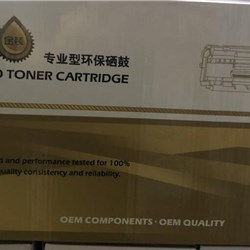 专业型环保硒鼓
TONER CARTRIDGE
and performance tested for 100%
quality consistency and reliability.
OEM COMPONENTS · OEM QUALITY